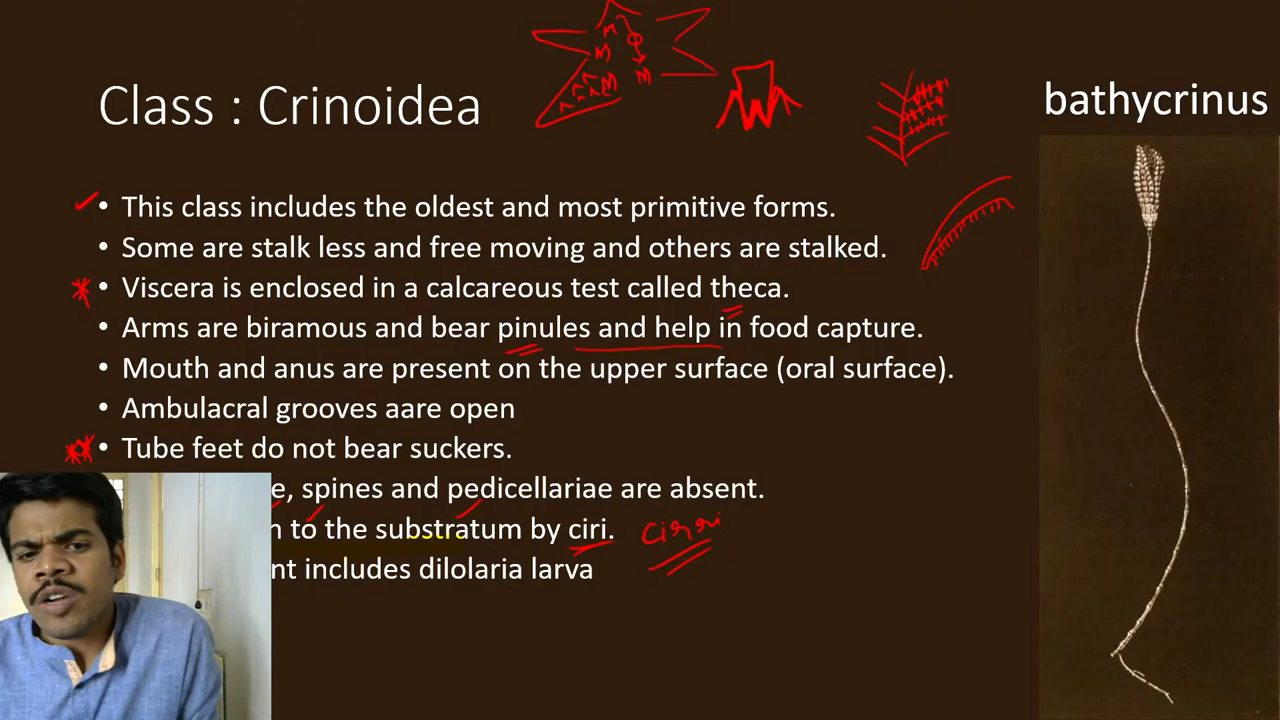 Class : Crinoidea
bathycrinus
• This class includes the oldest and most primitive forms.
• Some are stalk less and free moving and others are stalked.
• Viscera is enclosed in a calcareous test called theca.
• Arms are biramous and bear pinules and help in food capture.
• Mouth and anus are present on the upper surface (oral surface).
• Ambulacral grooves aare open
• Tube feet do not bear suckers.
spines and pedicellariae are absent.
to the substratum by ciri. cirri
includes dilolaria larva